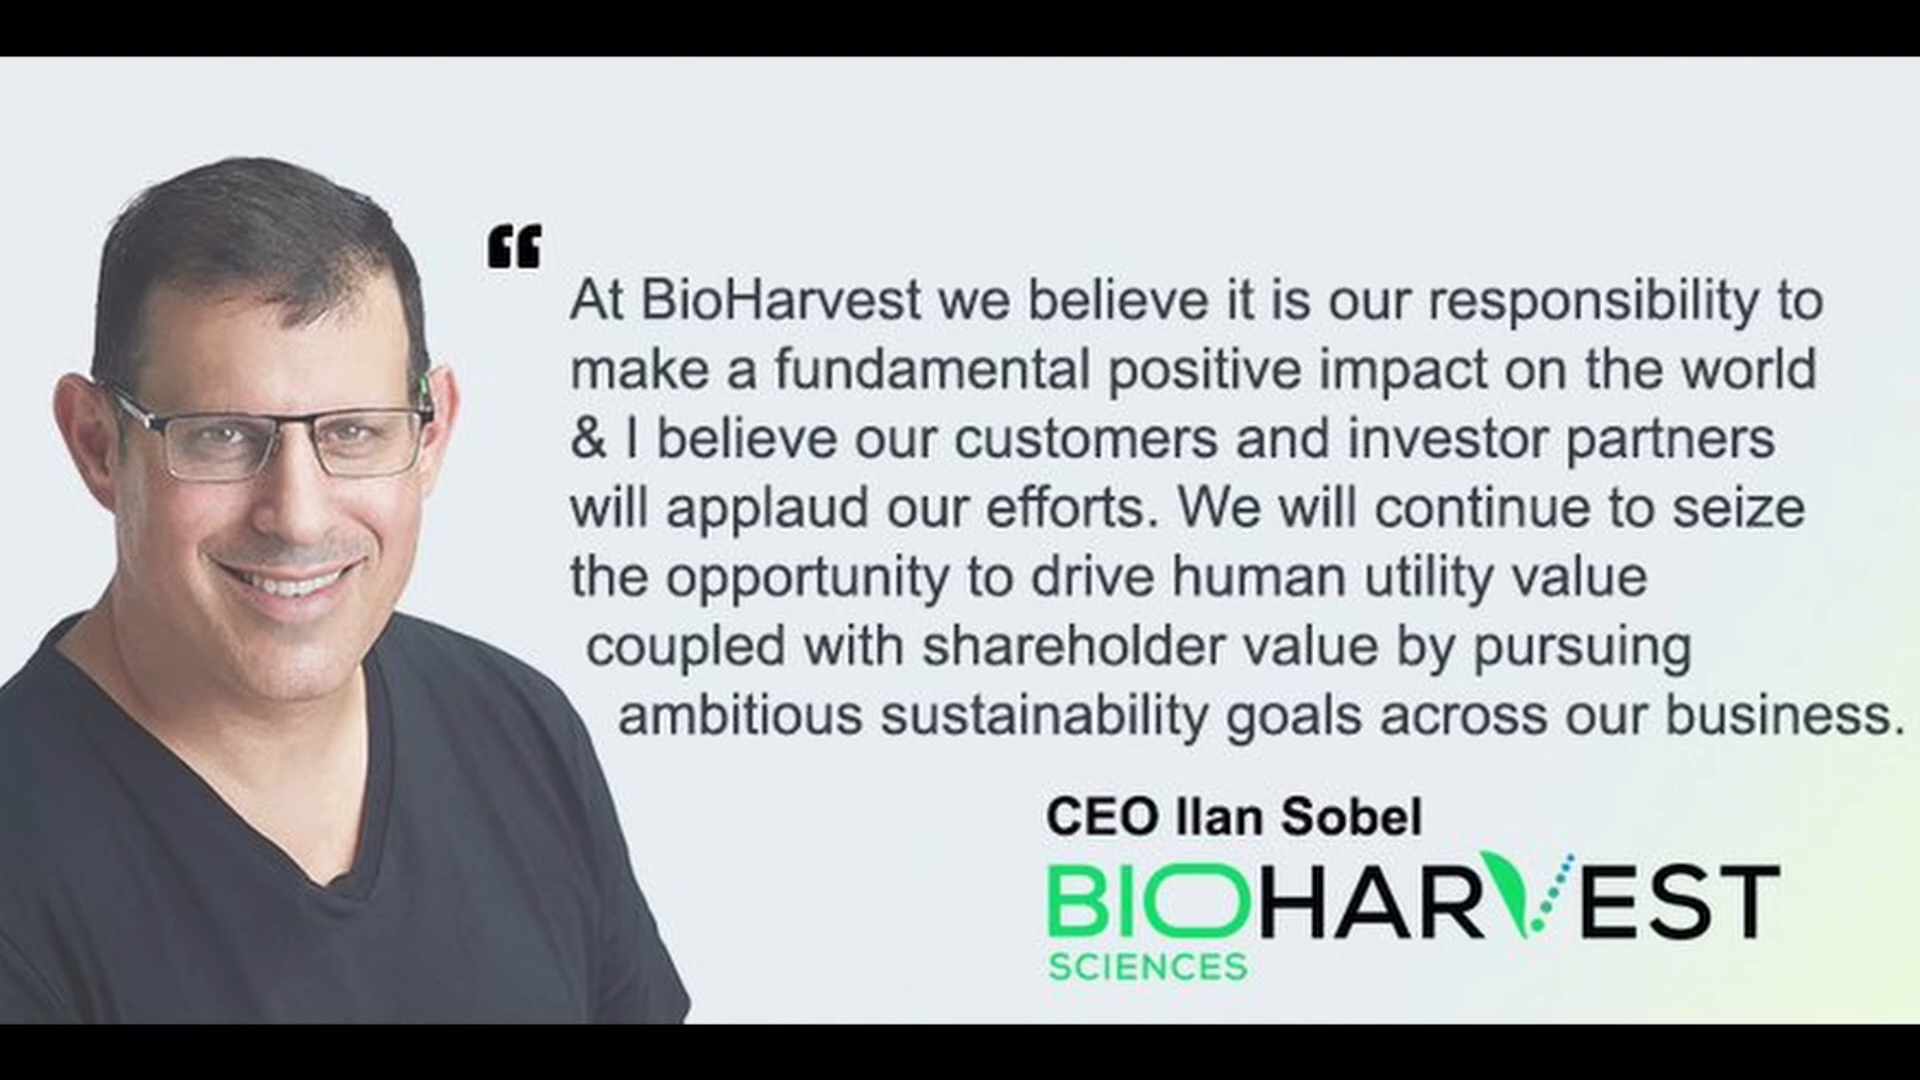 “
At BioHarvest we believe it is our responsibility to
make a fundamental positive impact on the world
& I believe our customers and investor partners
will applaud our efforts. We will continue to seize
the opportunity to drive human utility value
coupled with shareholder value by pursuing
ambitious sustainability goals across our business.
CEO Ilan Sobel
BIOHARVEST
SCIENCES